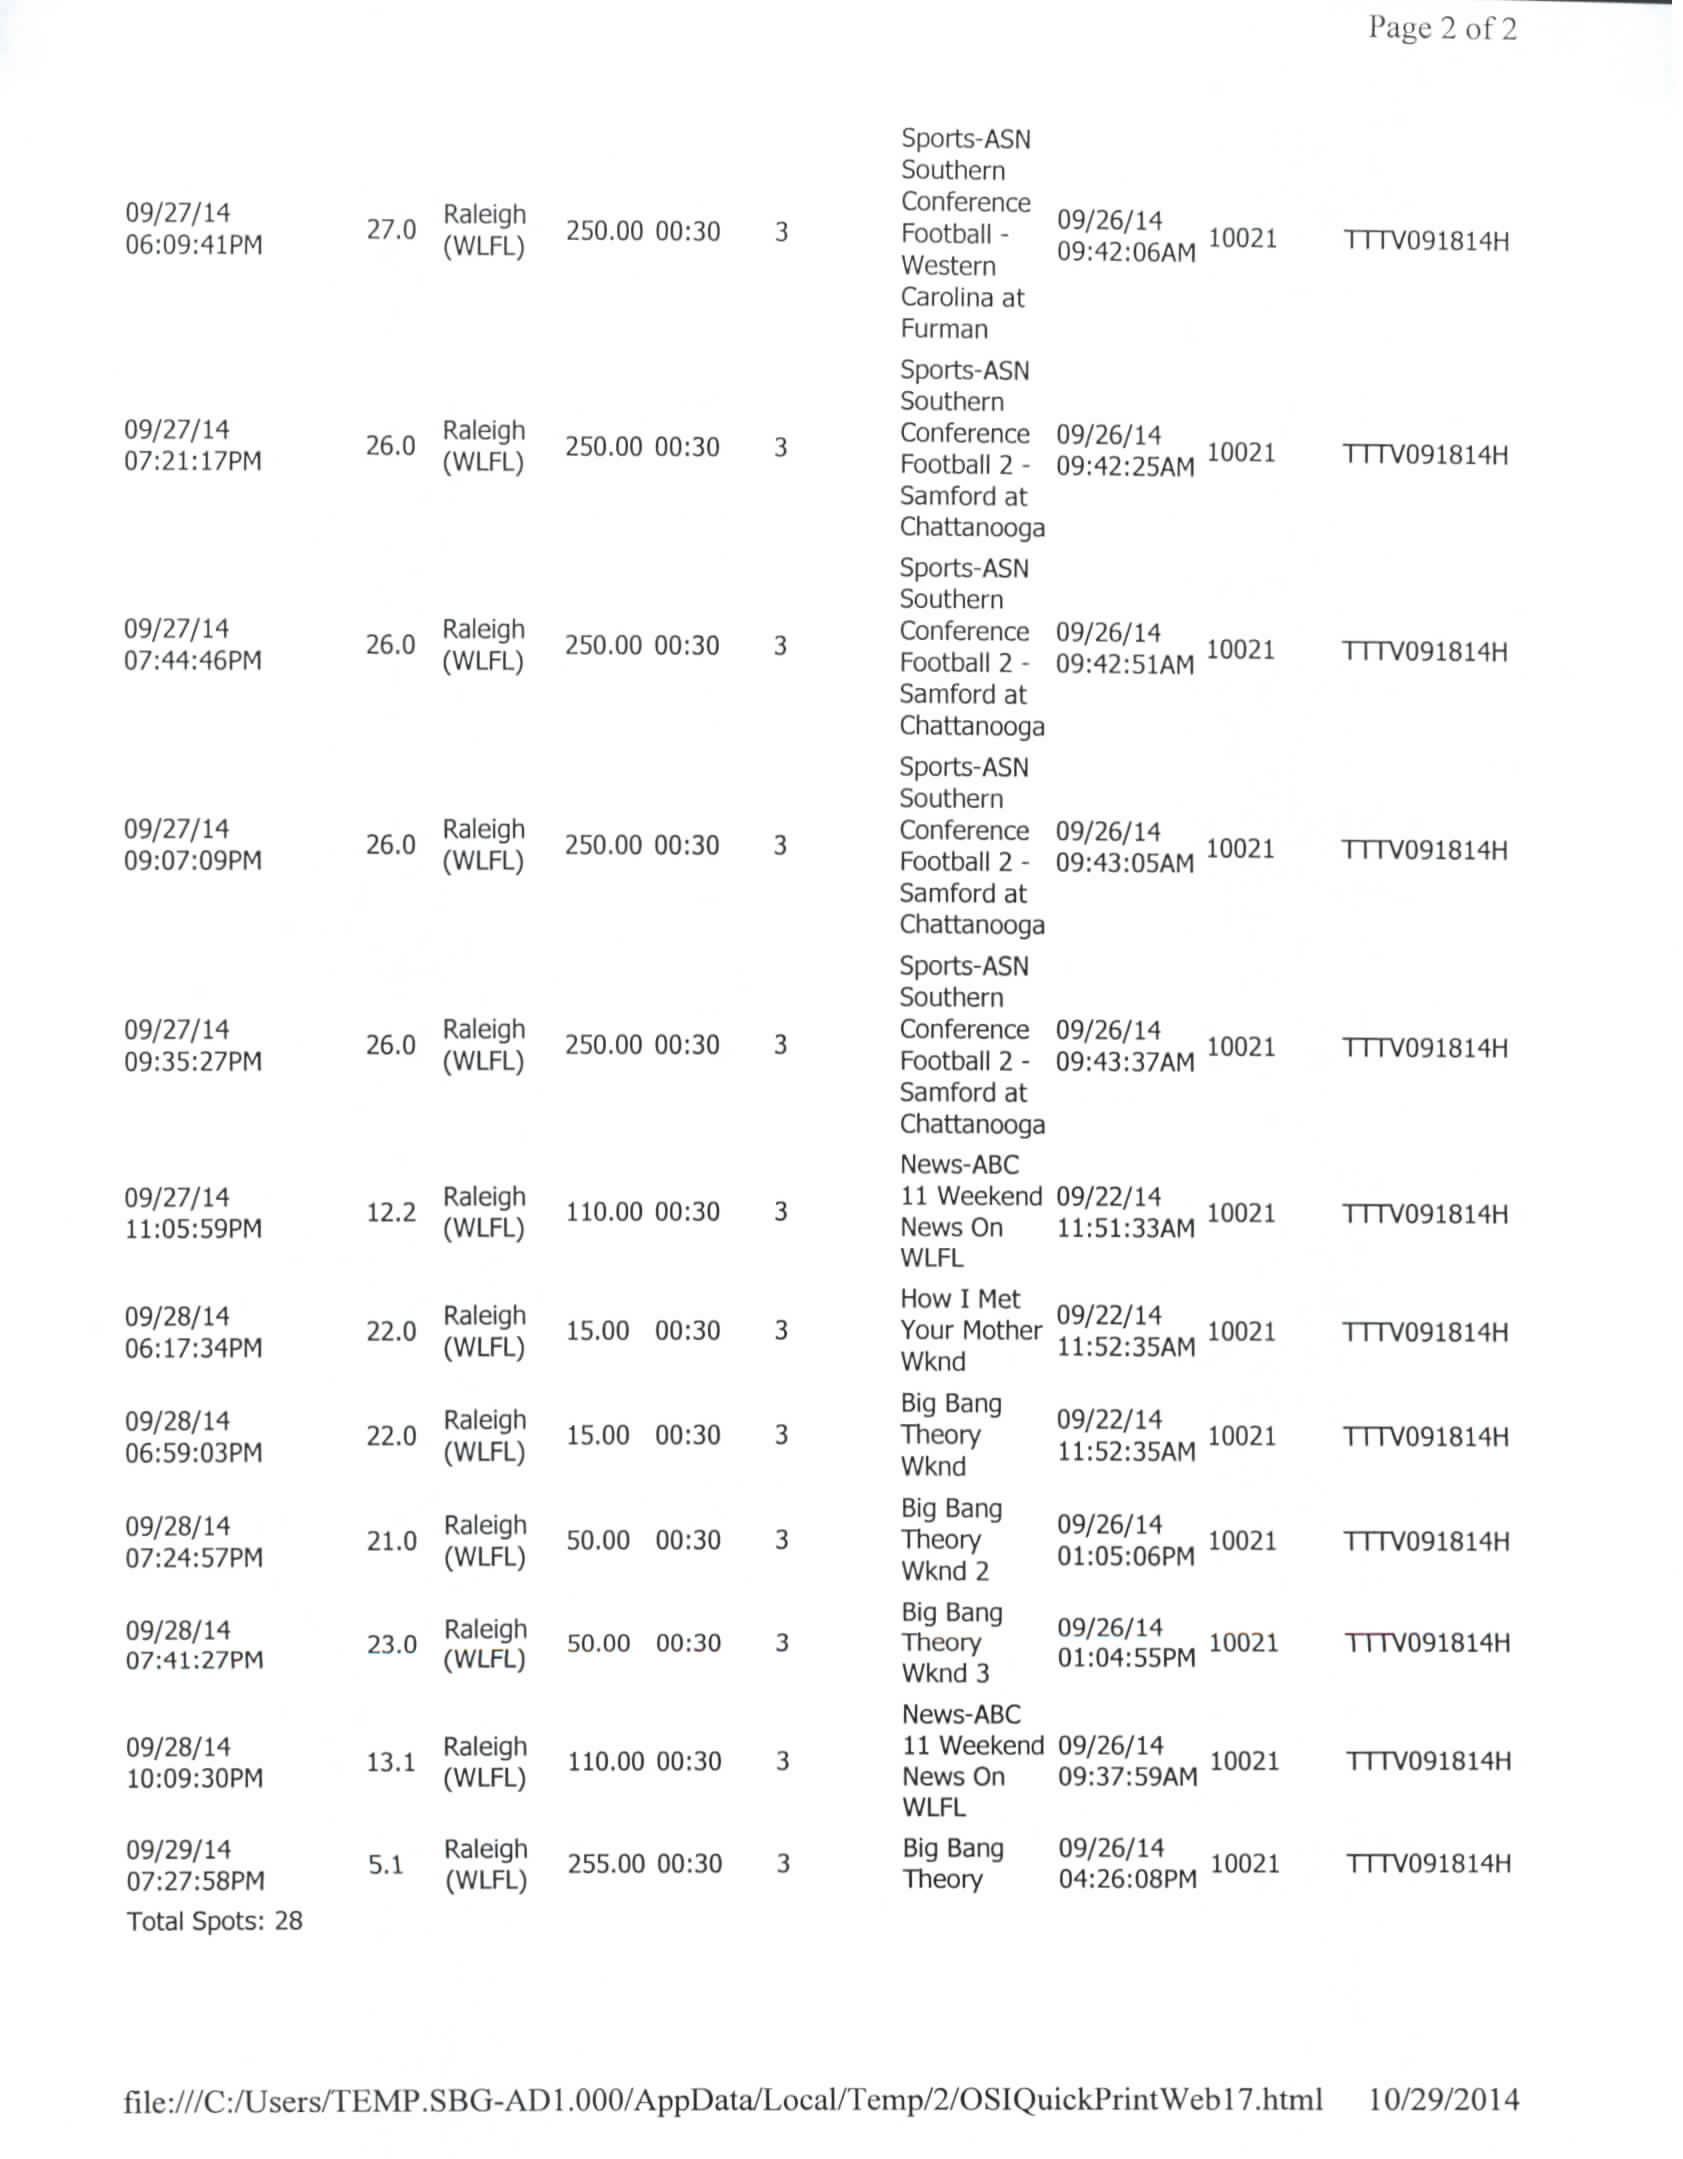 Page 2 of 2
Sports-ASN
Southern
Conference
Football -
Western
Carolina at
Furman
09/27/14
06:09:41PM
27.0
Raleigh
(WLFL)
250.00 00:30
3
09/26/14
09:42:06AM
10021
TTTV091814H
Sports-ASN
Southern
Conference
Football 2 -
Samford at
Chattanooga
09/27/14
07:21:17PM
26.0
Raleigh
(WLFL)
250.00 00:30
3
09/26/14
09:42:25AM
10021
TTTV091814H
Sports-ASN
Southern
Conference
Football 2 -
Samford at
Chattanooga
09/27/14
07:44:46PM
26.0
Raleigh
(WLFL)
250.00 00:30
3
09/26/14
09:42:51AM
10021
TTTV091814H
Sports-ASN
Southern
Conference
Football 2 -
Samford at
Chattanooga
09/27/14
09:07:09PM
26.0
Raleigh
(WLFL)
250.00 00:30
3
09/26/14
09:43:05AM
10021
TTTV091814H
Sports-ASN
Southern
Conference
Football 2 -
Samford at
Chattanooga
09/27/14
09:35:27PM
26.0
Raleigh
(WLFL)
250.00 00:30
3
09/26/14
09:43:37AM
10021
TTTV091814H
09/27/14
11:05:59PM
12.2
Raleigh
(WLFL)
110.00 00:30
3
News-ABC
11 Weekend
News On
WLFL
09/22/14
11:51:33AM
10021
TTTV091814H
09/28/14
06:17:34PM
22.0
Raleigh
(WLFL)
15.00 00:30
3
How I Met
Your Mother
Wknd
09/22/14
11:52:35AM
10021
TTTV091814H
09/28/14
06:59:03PM
22.0
Raleigh
(WLFL)
15.00 00:30
3
Big Bang
Theory
Wknd
09/22/14
11:52:35AM
10021
TTTV091814H
09/28/14
07:24:57PM
21.0
Raleigh
(WLFL)
50.00 00:30
3
Big Bang
Theory
Wknd 2
09/26/14
01:05:06PM
10021
TTTV091814H
09/28/14
07:41:27PM
23.0
Raleigh
(WLFL)
50.00 00:30
3
Big Bang
Theory
Wknd 3
09/26/14
01:04:55PM
10021
TTTV091814H
09/28/14
10:09:30PM
13.1
Raleigh
(WLFL)
110.00 00:30
3
News-ABC
11 Weekend
News On
WLFL
09/26/14
09:37:59AM
10021
TTTV091814H
09/29/14
07:27:58PM
5.1
Raleigh
(WLFL)
255.00 00:30
3
Big Bang
Theory
09/26/14
04:26:08PM
10021
TTTV091814H
Total Spots: 28
file:///C:/Users/TEMP.SBG-AD1.000/AppData/Local/Temp/2/OSIQuickPrintWeb17.html 10/29/2014